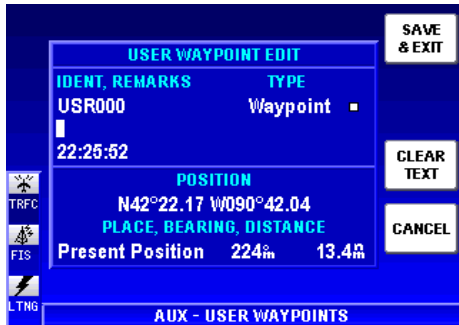 SAVE
& EXIT
USER WAYPOINT EDIT
IDENT, REMARKS TYPE
USR000 Waypoint
22:25:52
CLEAR
TEXT
POSITION
N42°22.17 W090°42.04
TRFC
PLACE, BEARING, DISTANCE
CANCEL
Present Position 224°m 13.4nm
FIS
LTNG
AUX - USER WAYPOINTS